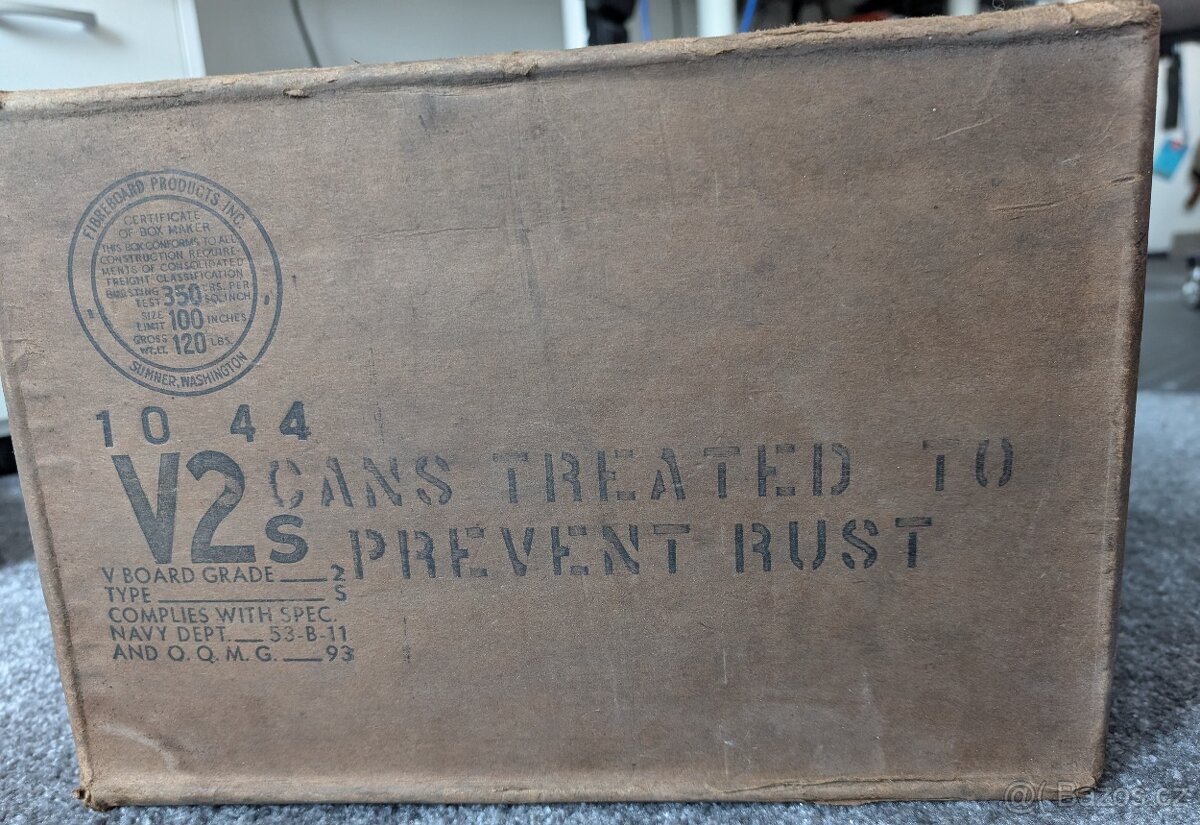 FIBREBOARD PRODUCTS INC.
CERTIFICATE
OF BOX MAKER
THIS BOX CONFORMS TO ALL
CONSTRUCTION REQUIRE-
MENTS OF CONSOLIDATED
FREIGHT CLASSIFICATION
BURSTING TEST 350 LBS. PER SQ. INCH
SIZE LIMIT 100 INCHES
GROSS WT. LT. 120 LBS.
SUMNER, WASHINGTON
10 44
V2s
CANS TREATED TO
PREVENT RUST
V BOARD GRADE 2
TYPE S
COMPLIES WITH SPEC.
NAVY DEPT. 53-B-11
AND O. Q. M. G. 93
@ Bazos.cz